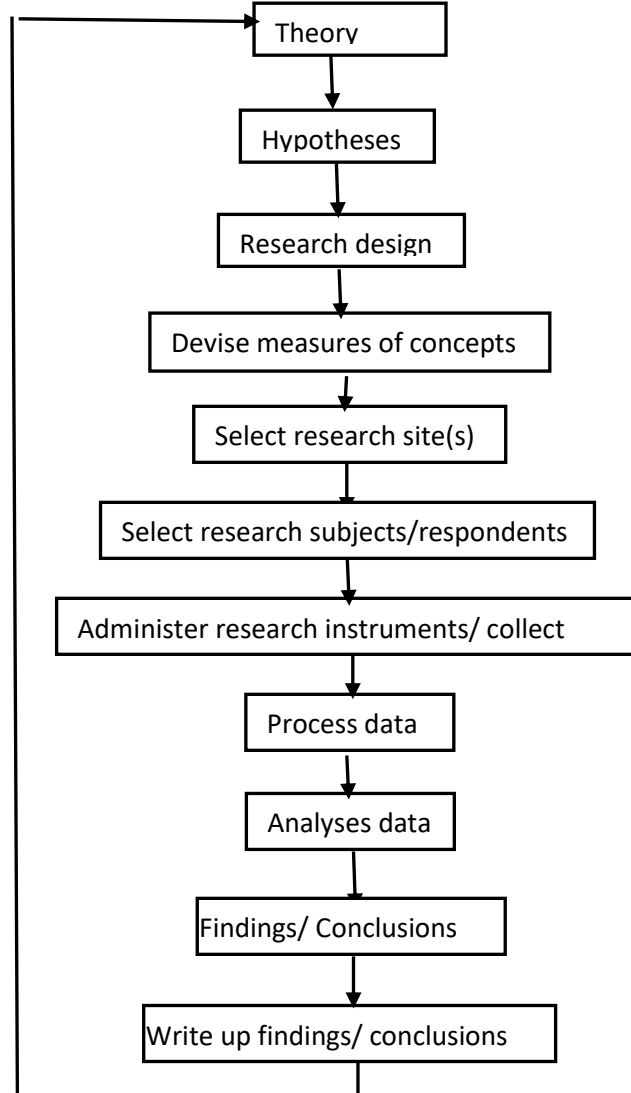 Theory
Hypotheses
Research design
Devise measures of concepts
Select research site(s)
Select research subjects/respondents
Administer research instruments/ collect
Process data
Analyses data
Findings/ Conclusions
Write up findings/ conclusions